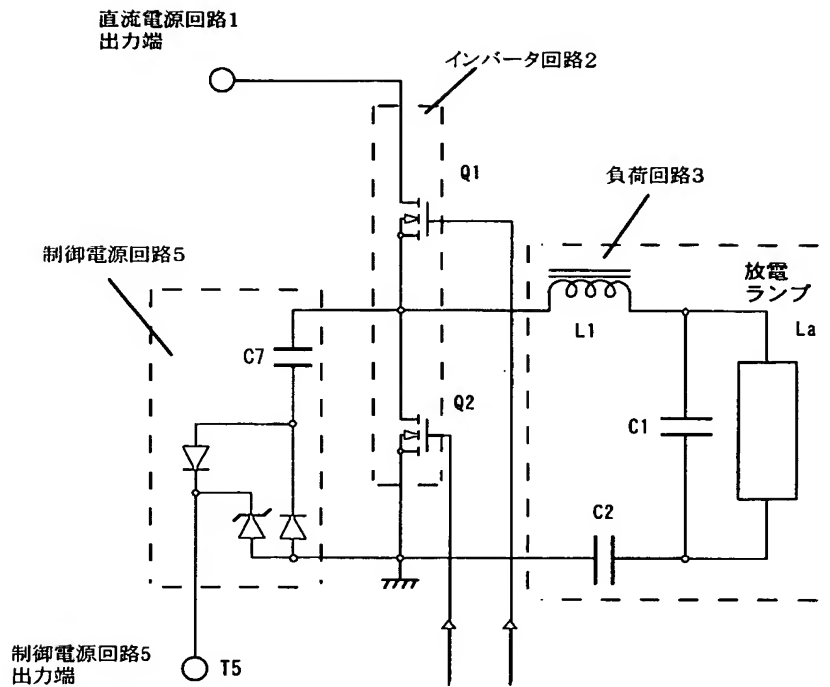 直流電源回路1
出力端
インバータ回路2
Q1
負荷回路3
制御電源回路5
放電
ランプ
La
L1
C7
Q2
C1
C2
制御電源回路5
出力端
T5